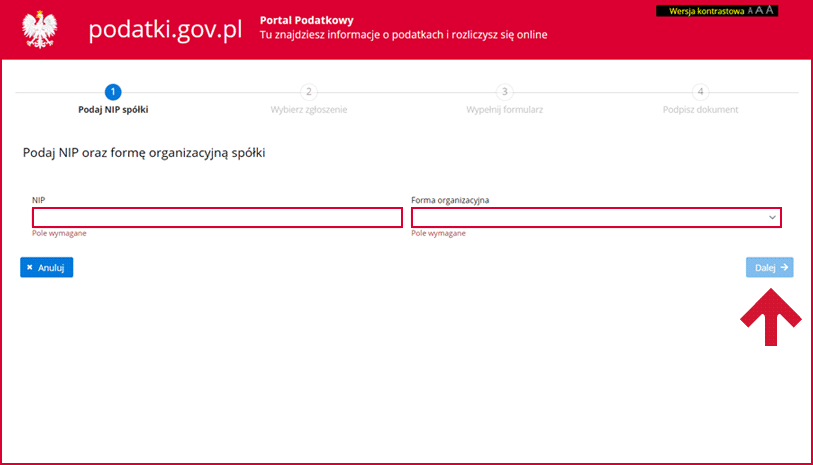 Wersja kontrastowa A A A
podatki.gov.pl
Portal Podatkowy
Tu znajdziesz informacje o podatkach i rozliczysz się online
1
2
3
4
Podaj NIP spółki
Wybierz zgłoszenie
Wypełnij formularz
Podpisz dokument
Podaj NIP oraz formę organizacyjną spółki
NIP
Forma organizacyjna
Pole wymagane
Pole wymagane
Anuluj
Dalej